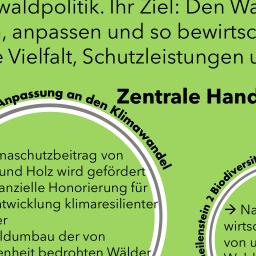 waldpolitik. Ihr Ziel: Den Wa
, anpassen und so bewirtsc
e Vielfalt, Schutzleistungen u
Zentrale Hand
Anpassung an den Klimawandel
maschutzbeitrag von
und Holz wird gefördert
anzielle Honorierung für
ntwicklung klimaresilienter
er
ldumbau der von
enheit bedrohten Wälder
eilenstein 2 Biodiversit
→ Na
wirtsc
von u